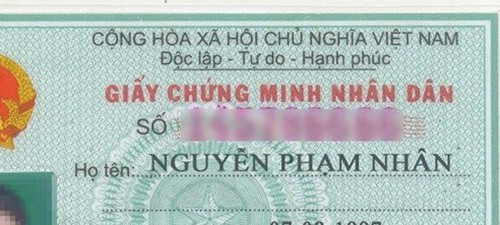 CỘNG HÒA XÃ HỘI CHỦ NGHĨA VIỆT NAM
Độc lập - Tự do - Hạnh phúc
GIẤY CHỨNG MINH NHÂN DÂN
SỐ
Họ tên: NGUYỄN PHẠM NHÂN